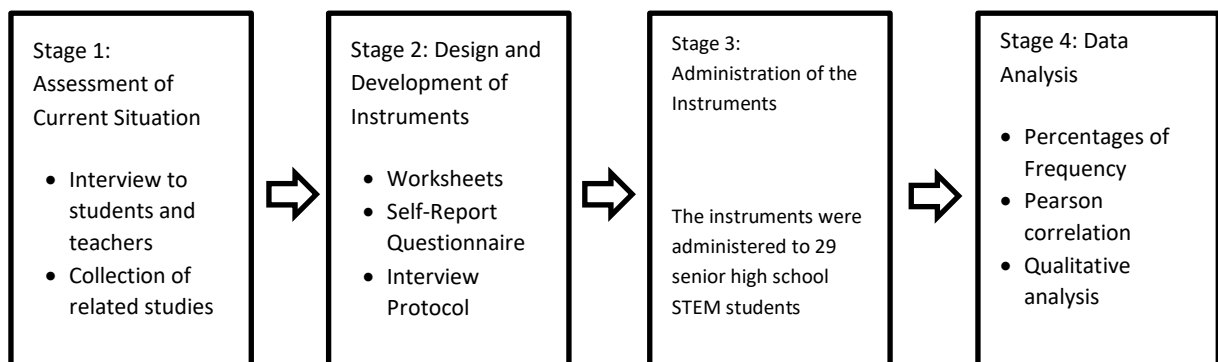 Stage 1:
Assessment of
Current Situation
• Interview to
students and
teachers
• Collection of
related studies
Stage 2: Design and
Development of
Instruments
• Worksheets
• Self-Report
Questionnaire
• Interview
Protocol
Stage 3:
Administration of the
Instruments
The instruments were
administered to 29
senior high school
STEM students
Stage 4: Data
Analysis
• Percentages of
Frequency
• Pearson
correlation
• Qualitative
analysis